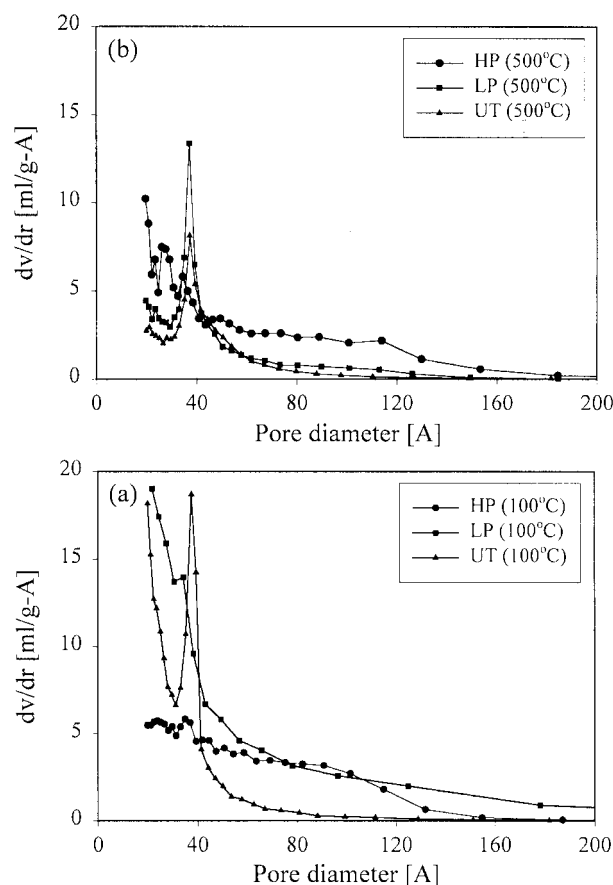 (b)
HP (500°C)
LP (500°C)
UT (500°C)
dv/dr [ml/g-A]
20
15
10
5
0
0 40 80 120 160 200
Pore diameter [A]
(a)
HP (100°C)
LP (100°C)
UT (100°C)
dv/dr [ml/g-A]
20
15
10
5
0
0 40 80 120 160 200
Pore diameter [A]